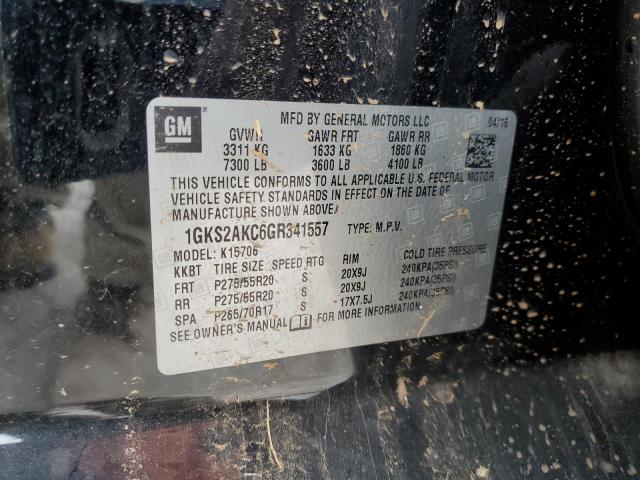 GM
MFD BY GENERAL MOTORS LLC 04/16
GVWR GAWR FRT GAWR RR
3311 KG 1633 KG 1860 KG
7300 LB 3600 LB 4100 LB
THIS VEHICLE CONFORMS TO ALL APPLICABLE U.S. FEDERAL MOTOR
VEHICLE SAFETY STANDARDS IN EFFECT ON THE DATE OF
MANUFACTURE SHOWN ABOVE.
1GKS2AKC6GR341557 TYPE: M.P.V.
MODEL: K15706
KKBT TIRE SIZE SPEED RTG RIM COLD TIRE PRESSURE
FRT P275/55R20 S 20X9J 240KPA(35PSI)
RR P275/55R20 S 20X9J 240KPA(35PSI)
SPA P265/70R17 S 17X7.5J 240KPA(35PSI)
SEE OWNER'S MANUAL FOR MORE INFORMATION.